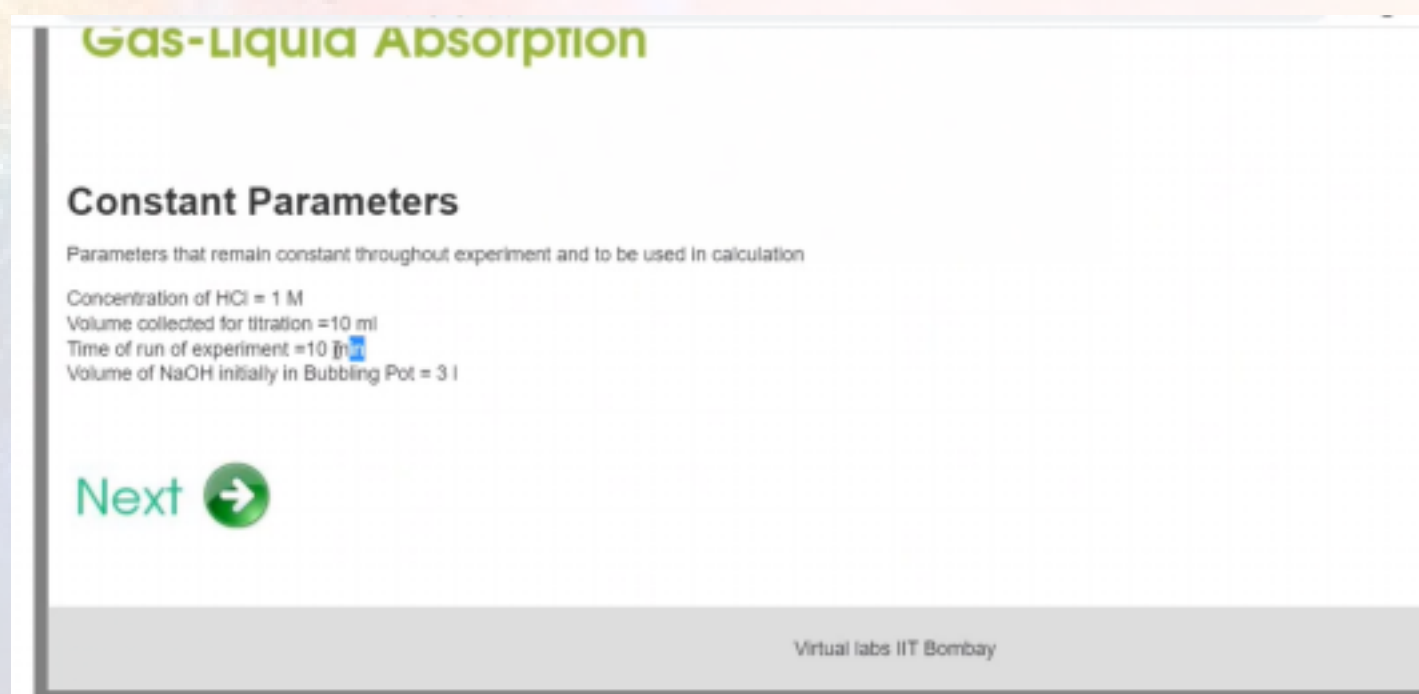 Gas-Liquid Absorption
Constant Parameters
Parameters that remain constant throughout experiment and to be used in calculation
Concentration of HCl = 1 M
Volume collected for titration =10 ml
Time of run of experiment =10 min
Volume of NaOH initially in Bubbling Pot = 3 l
Next
Virtual labs IIT Bombay